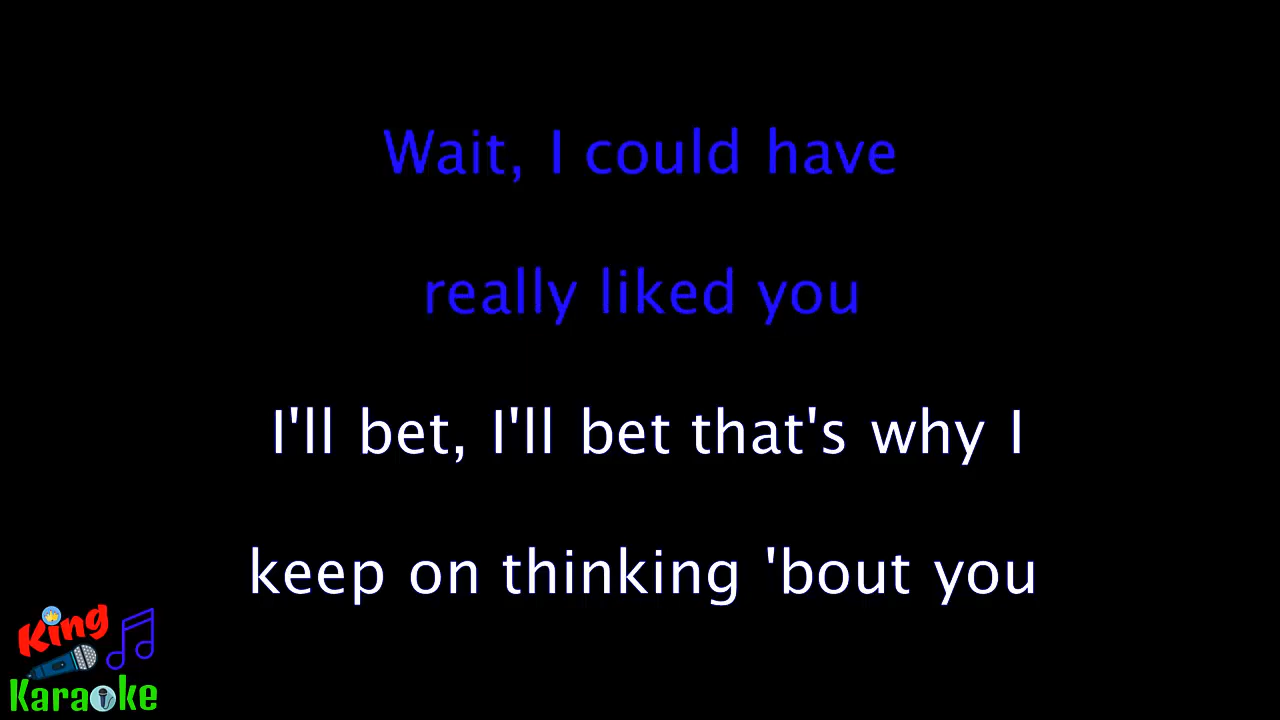 Wait, I could have
really liked you
I'll bet, I'll bet that's why I
keep on thinking 'bout you
King
Karaoke